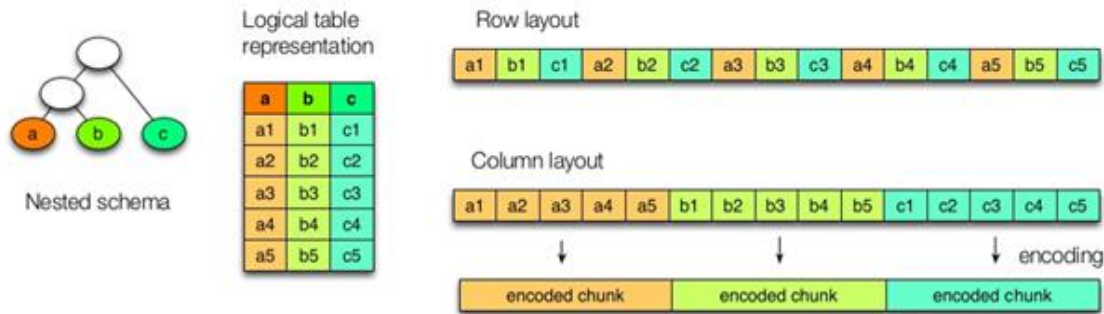 Logical table
representation
Row layout
a b c
Nested schema
a b c
a1 b1 c1
a2 b2 c2
a3 b3 c3
a4 b4 c4
a5 b5 c5
a1 b1 c1 a2 b2 c2 a3 b3 c3 a4 b4 c4 a5 b5 c5
Column layout
a1 a2 a3 a4 a5 b1 b2 b3 b4 b5 c1 c2 c3 c4 c5
encoding
encoded chunk encoded chunk encoded chunk